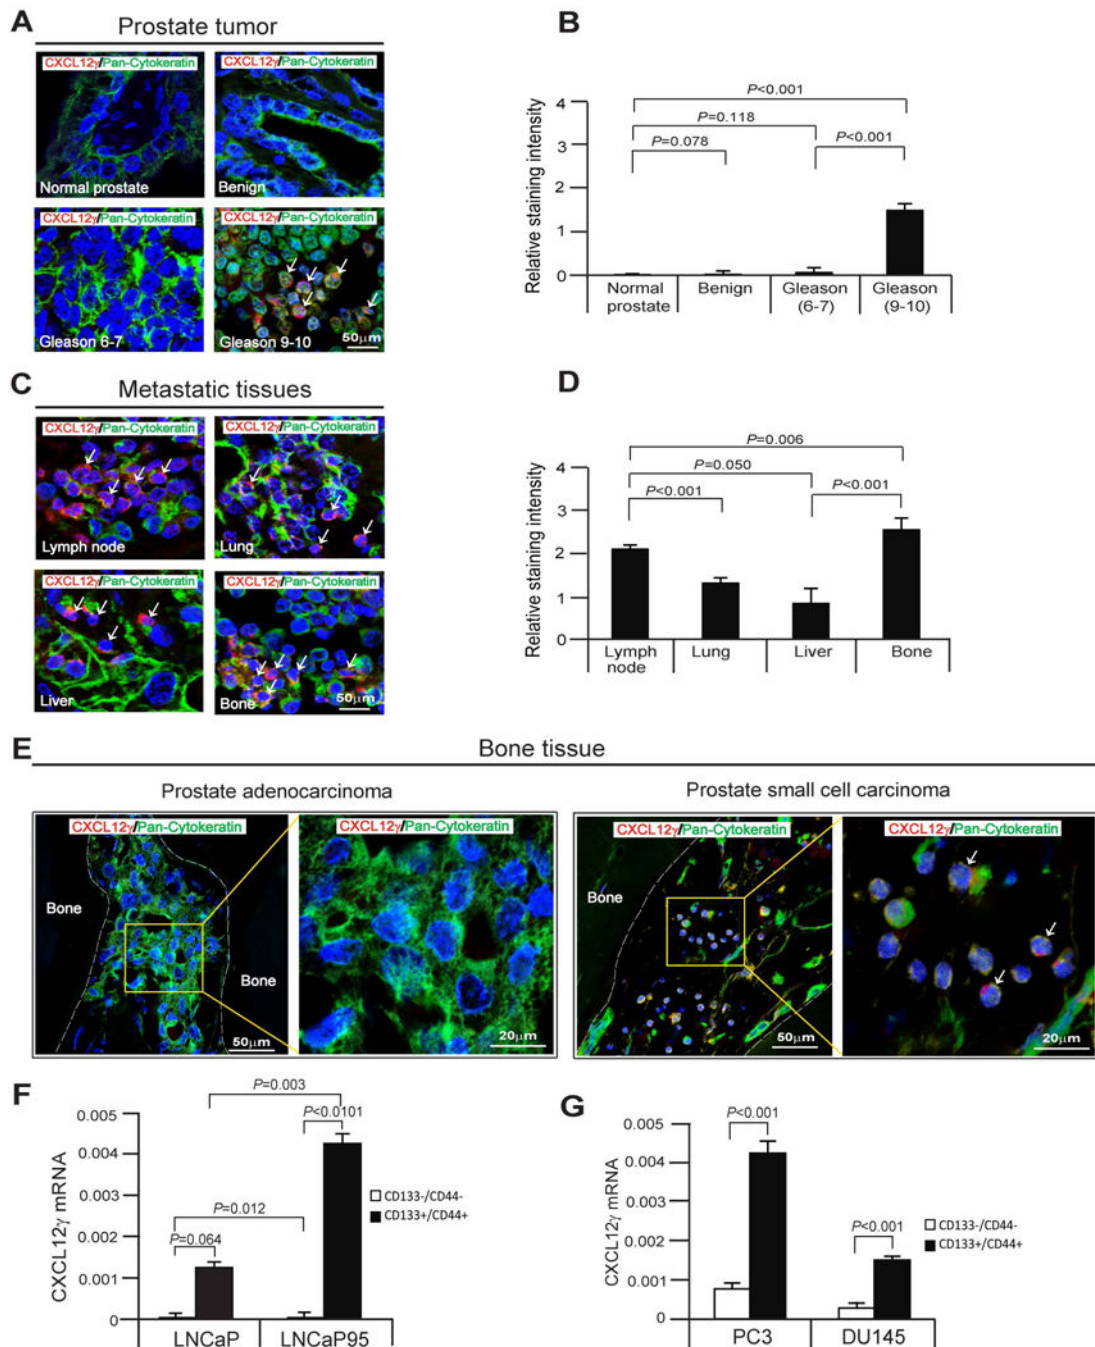 A
Prostate tumor
CXCL12γ/Pan-Cytokeratin
CXCL12γ/Pan-Cytokeratin
Normal prostate
Benign
CXCL12γ/Pan-Cytokeratin
CXCL12γ/Pan-Cytokeratin
Gleason 6-7
Gleason 9-10
50μm
B
Relative staining intensity
4
3
2
1
0
P<0.001
P=0.118
P=0.078
P<0.001
Normal
prostate
Benign
Gleason
(6-7)
Gleason
(9-10)
C
Metastatic tissues
CXCL12γ/Pan-Cytokeratin
CXCL12γ/Pan-Cytokeratin
Lymph node
Lung
CXCL12γ/Pan-Cytokeratin
CXCL12γ/Pan-Cytokeratin
Liver
Bone
50μm
D
Relative staining intensity
4
3
2
1
0
P=0.006
P=0.050
P<0.001
P<0.001
Lymph
node
Lung
Liver
Bone
E
Bone tissue
Prostate adenocarcinoma
Prostate small cell carcinoma
CXCL12γ/Pan-Cytokeratin
CXCL12γ/Pan-Cytokeratin
CXCL12γ/Pan-Cytokeratin
CXCL12γ/Pan-Cytokeratin
Bone
Bone
50μm
20μm
Bone
50μm
20μm
F
CXCL12γ mRNA
0.005
0.004
0.003
0.002
0.001
0
P=0.003
P<0.0101
P=0.012
P=0.064
CD133-/CD44-
CD133+/CD44+
LNCaP
LNCaP95
G
CXCL12γ mRNA
0.005
0.004
0.003
0.002
0.001
0
P<0.001
P<0.001
CD133-/CD44-
CD133+/CD44+
PC3
DU145